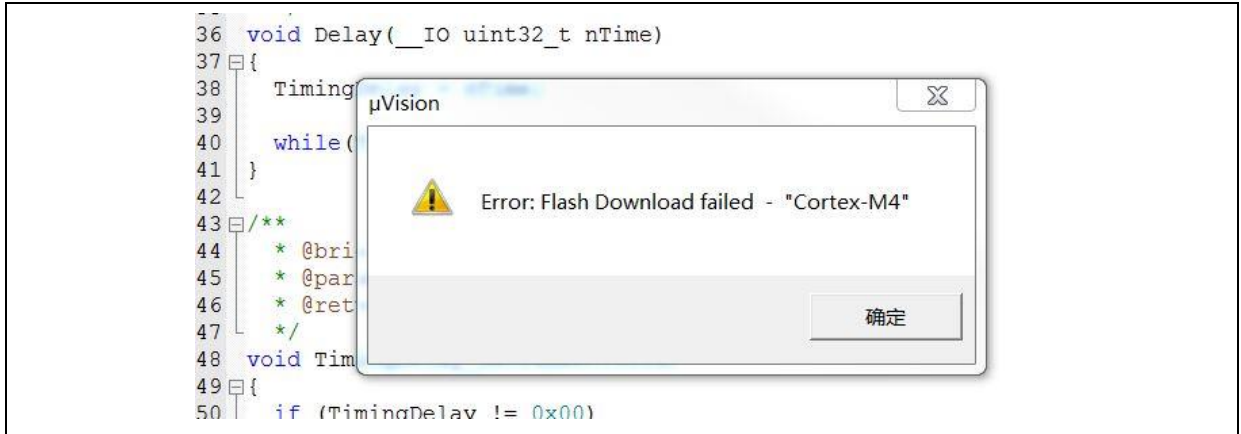 36 void Delay(__IO uint32_t nTime)
37 {
38 Timing
39
40 while(
41 }
42
43 /**
44 * @bri
45 * @par
46 * @ret
47 */
48 void Tim
49 {
50 if (TimingDelay != 0x00)
µVision
Error: Flash Download failed - "Cortex-M4"
确定